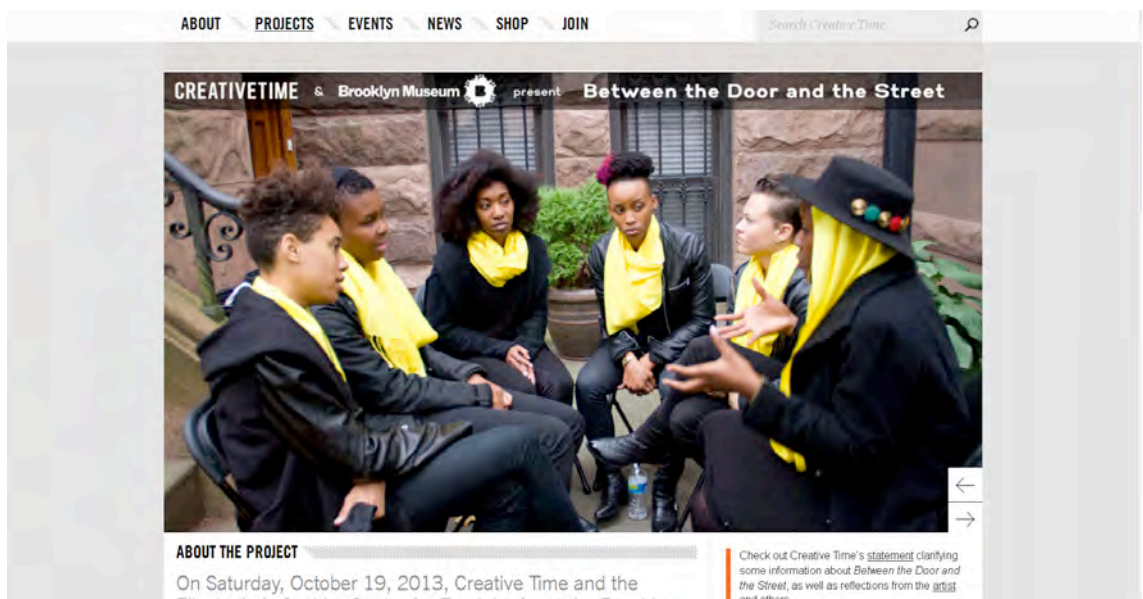 ABOUT PROJECTS EVENTS NEWS SHOP JOIN Search Creative Time
CREATIVETIME & Brooklyn Museum B present Between the Door and the Street
ABOUT THE PROJECT
On Saturday, October 19, 2013, Creative Time and the
Check out Creative Time's statement clarifying
some information about Between the Door and
the Street, as well as reflections from the artist
and others.